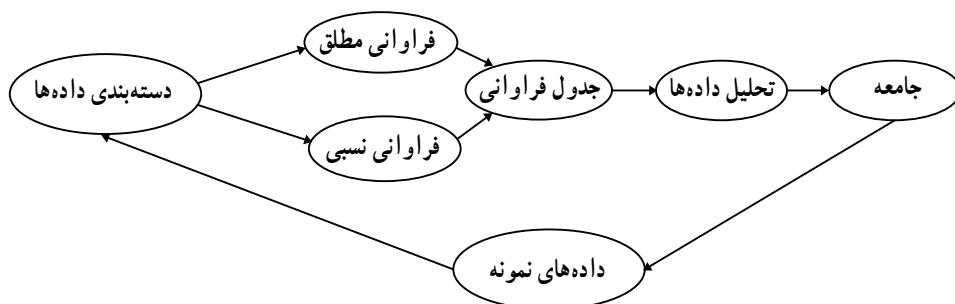 فراوانی مطلق
دسته‌بندی داده‌ها
جدول فراوانی
تحلیل داده‌ها
جامعه
فراوانی نسبی
داده‌های نمونه